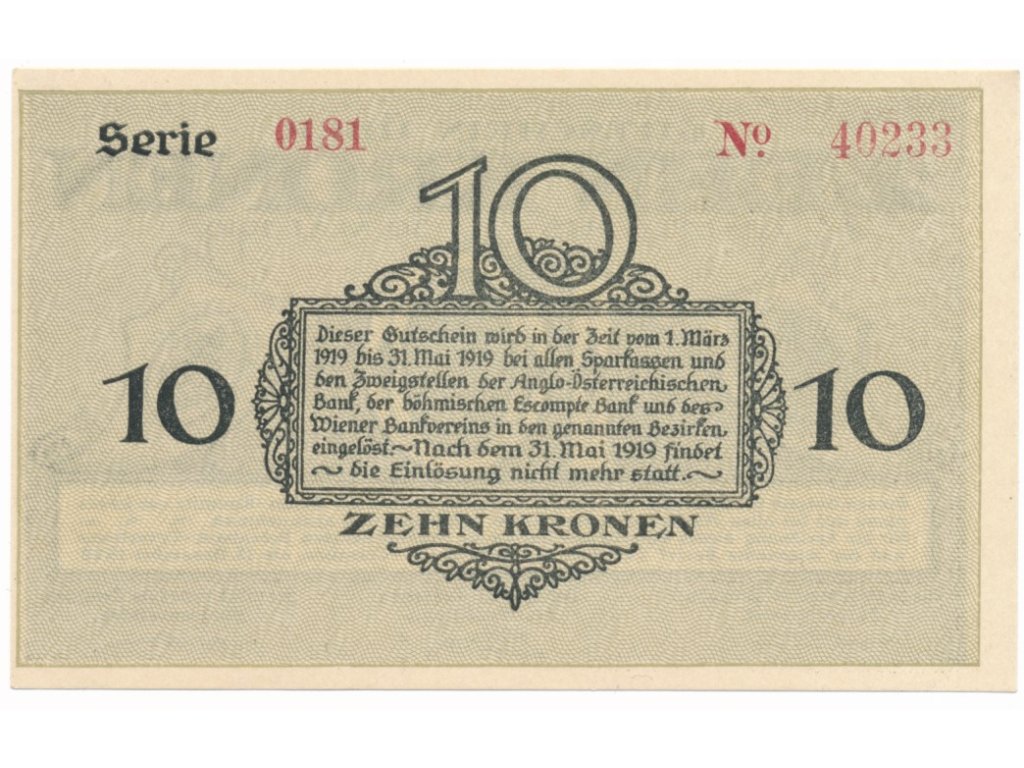 Serie 0181 No 40233
10
Dieser Gutschein wird in der Zeit vom 1. März
1919 bis 31. Mai 1919 bei allen Sparkassen und
den Zweigstellen der Anglo-Österreichischen
Bank, der böhmischen Escompte Bank und des
Wiener Bankvereins in den genannten Bezirken
eingelöst.~Nach dem 31. Mai 1919 findet
~ die Einlösung nicht mehr statt.~
10 10
ZEHN KRONEN